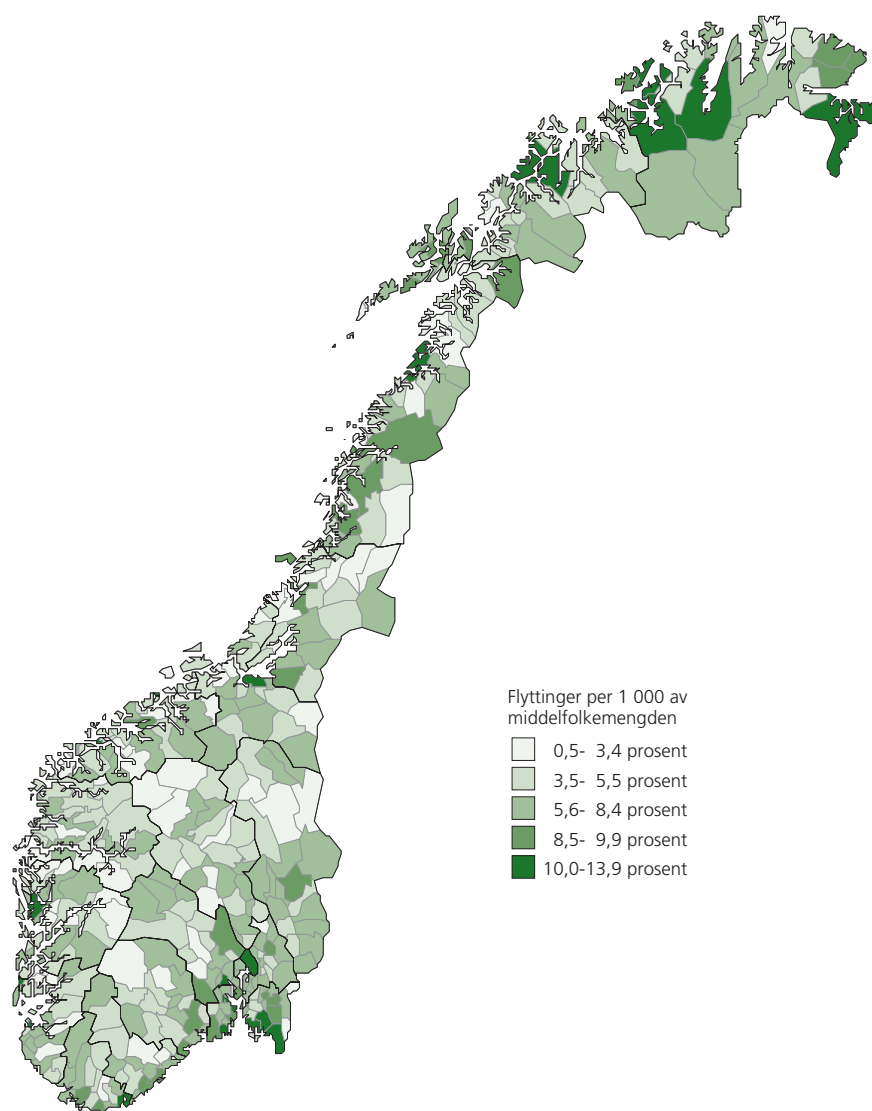 Flyttinger per 1 000 av
middelfolkemengden
0,5- 3,4 prosent
3,5- 5,5 prosent
5,6- 8,4 prosent
8,5- 9,9 prosent
10,0-13,9 prosent